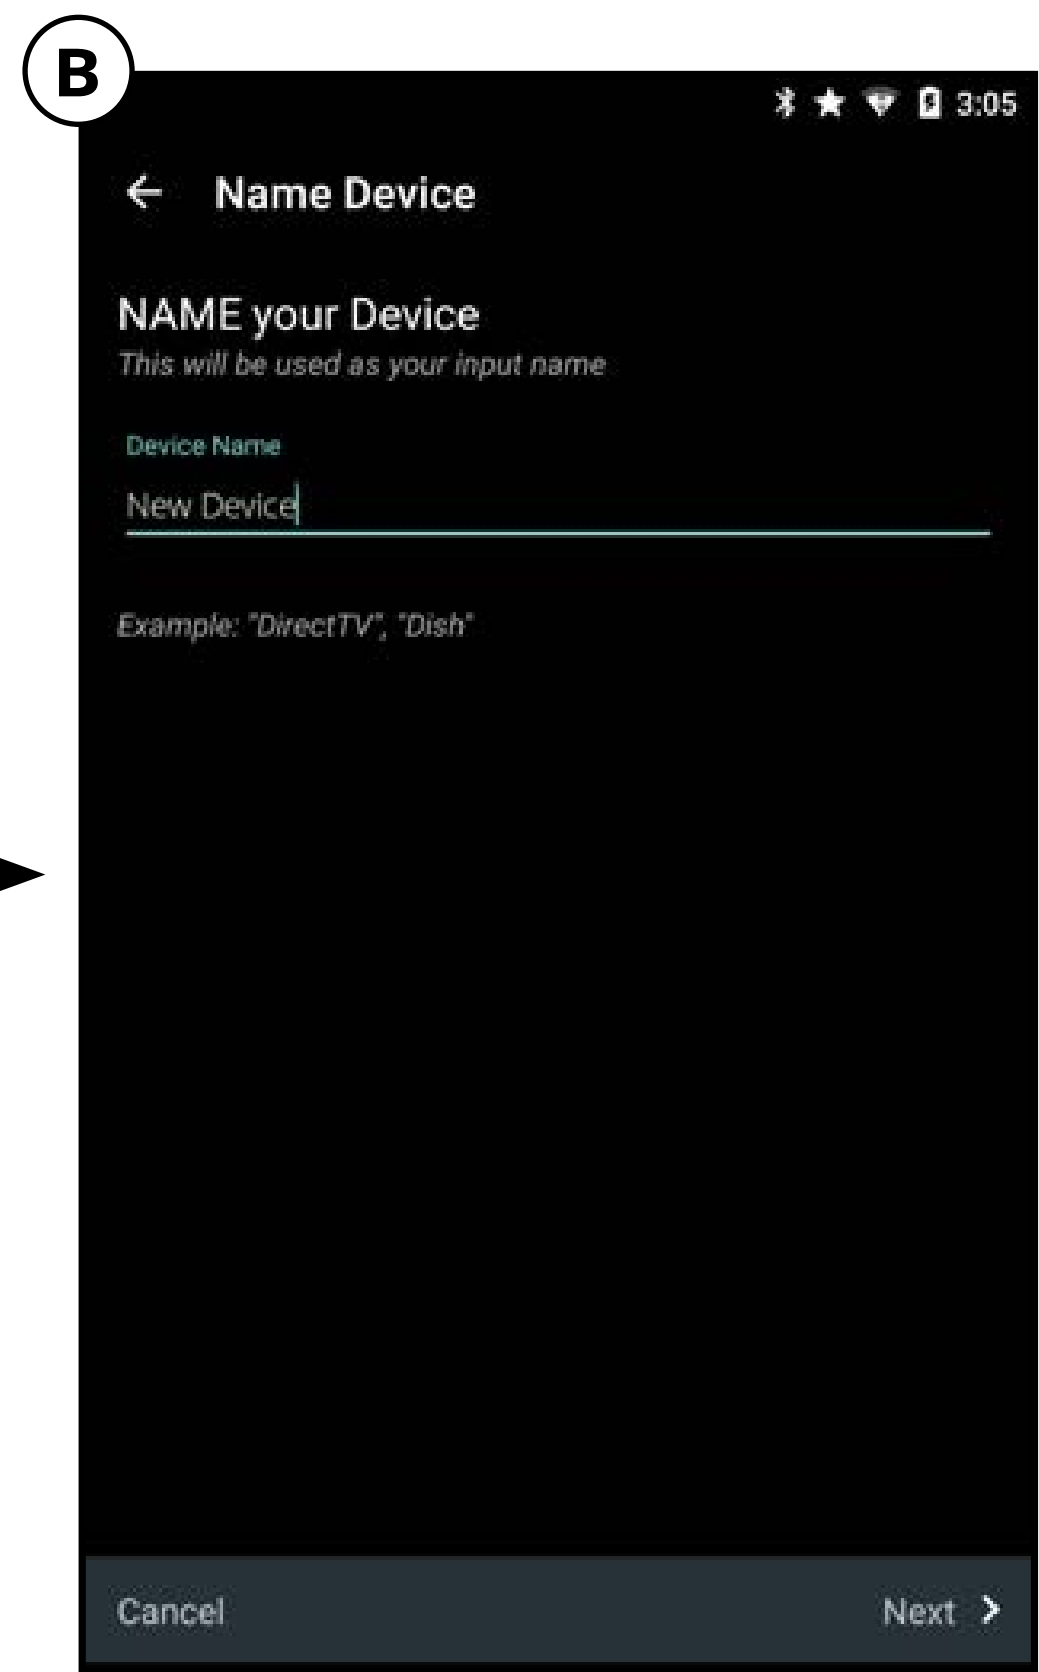 B
3:05
Name Device
NAME your Device
This will be used as your input name
Device Name
New Device
Example: "DirectTV", "Dish"
Cancel
Next